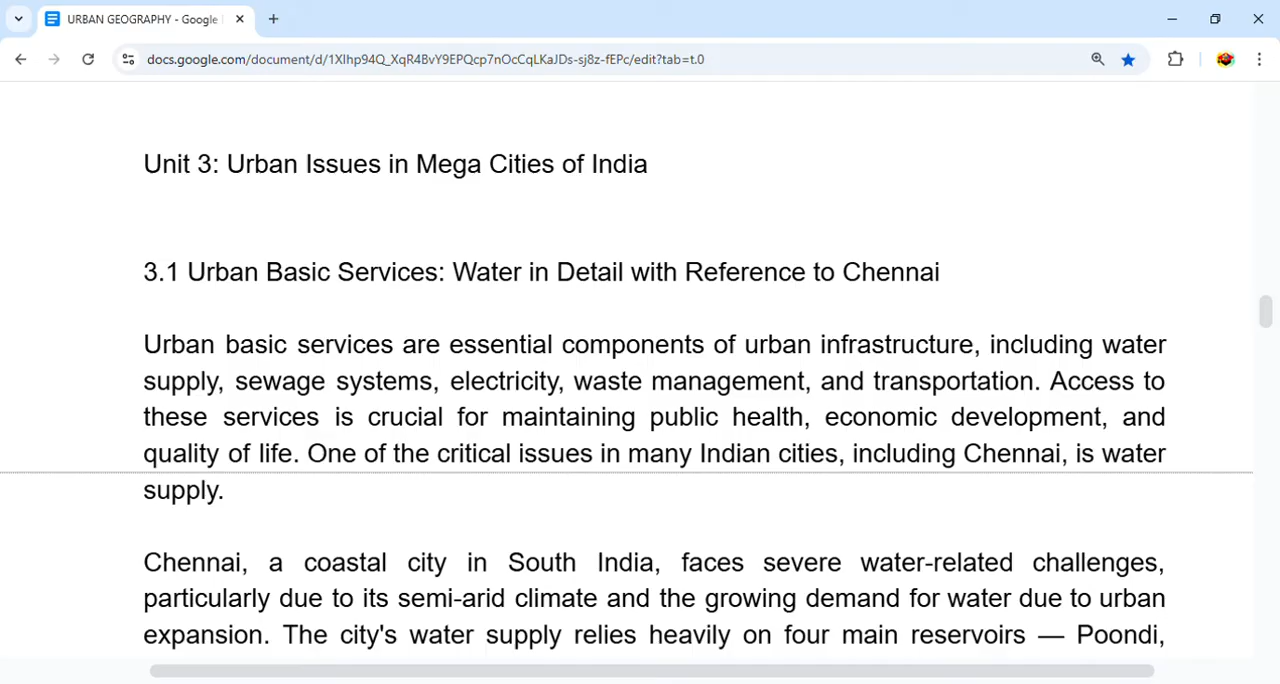 URBAN GEOGRAPHY - Google
docs.google.com/document/d/1XIhp94Q_XqR4BvY9EPQcp7nOcCqLKaJDs-sj8z-fEPc/edit?tab=t.0
Unit 3: Urban Issues in Mega Cities of India
3.1 Urban Basic Services: Water in Detail with Reference to Chennai
Urban basic services are essential components of urban infrastructure, including water
supply, sewage systems, electricity, waste management, and transportation. Access to
these services is crucial for maintaining public health, economic development, and
quality of life. One of the critical issues in many Indian cities, including Chennai, is water
supply.
Chennai, a coastal city in South India, faces severe water-related challenges,
particularly due to its semi-arid climate and the growing demand for water due to urban
expansion. The city's water supply relies heavily on four main reservoirs — Poondi,